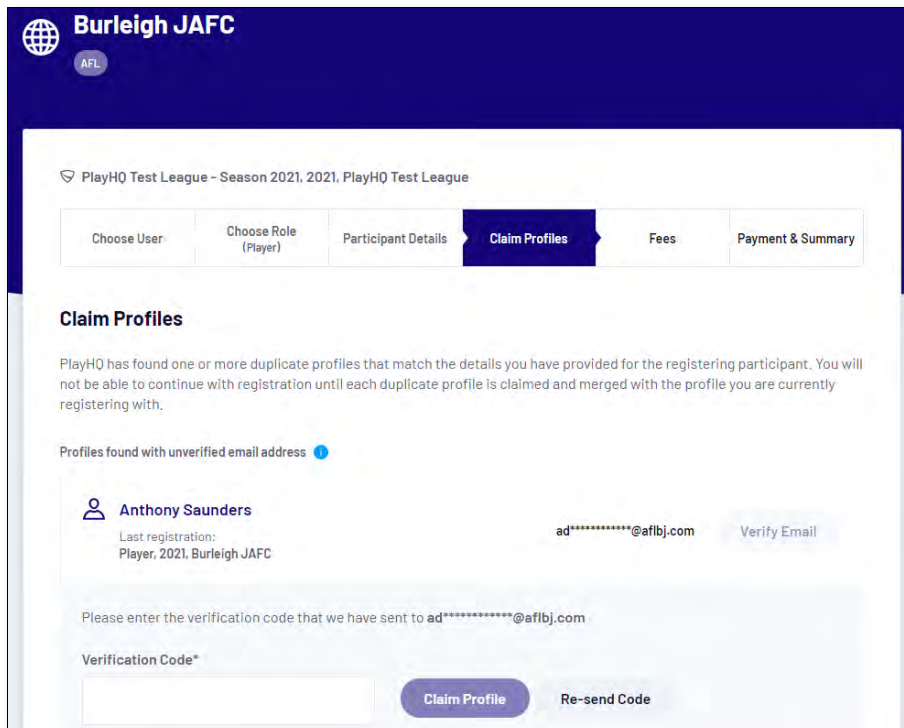 Burleigh JAFC
AFL
PlayHQ Test League - Season 2021, 2021, PlayHQ Test League
Choose User
Choose Role
(Player)
Participant Details
Claim Profiles
Fees
Payment & Summary
Claim Profiles
PlayHQ has found one or more duplicate profiles that match the details you have provided for the registering participant. You will
not be able to continue with registration until each duplicate profile is claimed and merged with the profile you are currently
registering with.
Profiles found with unverified email address
Anthony Saunders
Last registration:
Player, 2021, Burleigh JAFC
ad************@aflbj.com
Verify Email
Please enter the verification code that we have sent to ad************@aflbj.com
Verification Code*
Claim Profile
Re-send Code